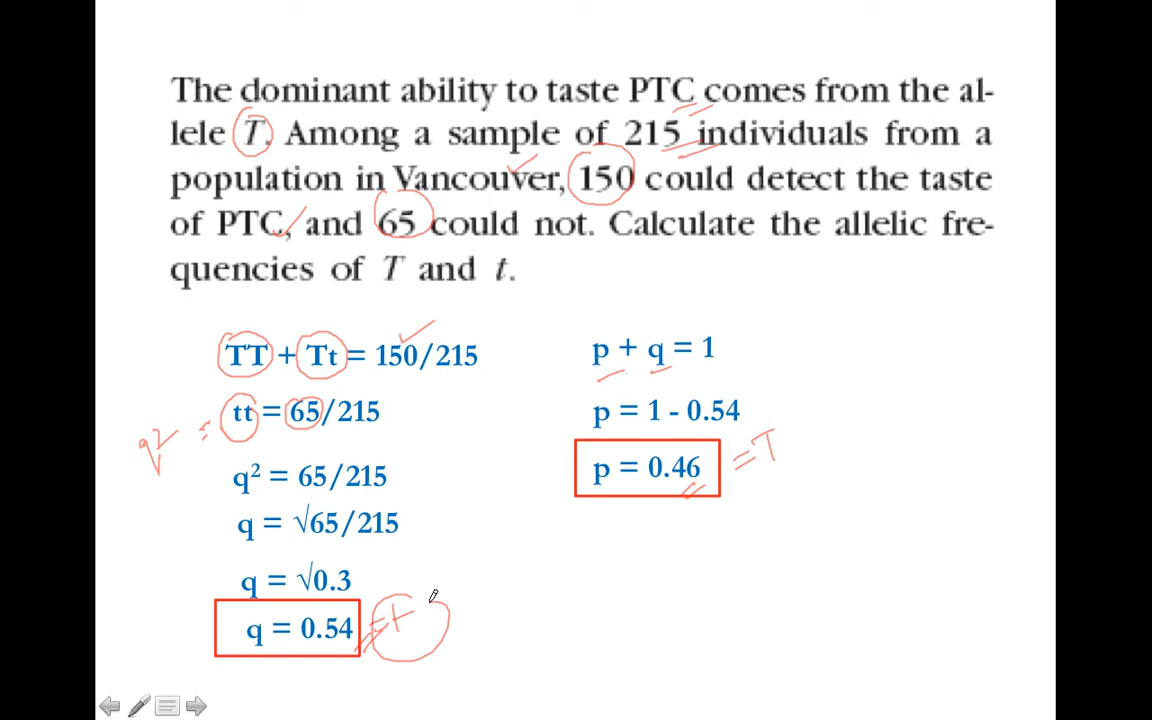 The dominant ability to taste PTC comes from the al-
lele T. Among a sample of 215 individuals from a
population in Vancouver, 150 could detect the taste
of PTC, and 65 could not. Calculate the allelic fre-
quencies of T and t.
TT + Tt = 150/215
tt = 65/215
q² =
q² = 65/215
q = √65/215
q = √0.3
q = 0.54
= t
p + q = 1
p = 1 - 0.54
p = 0.46
= T